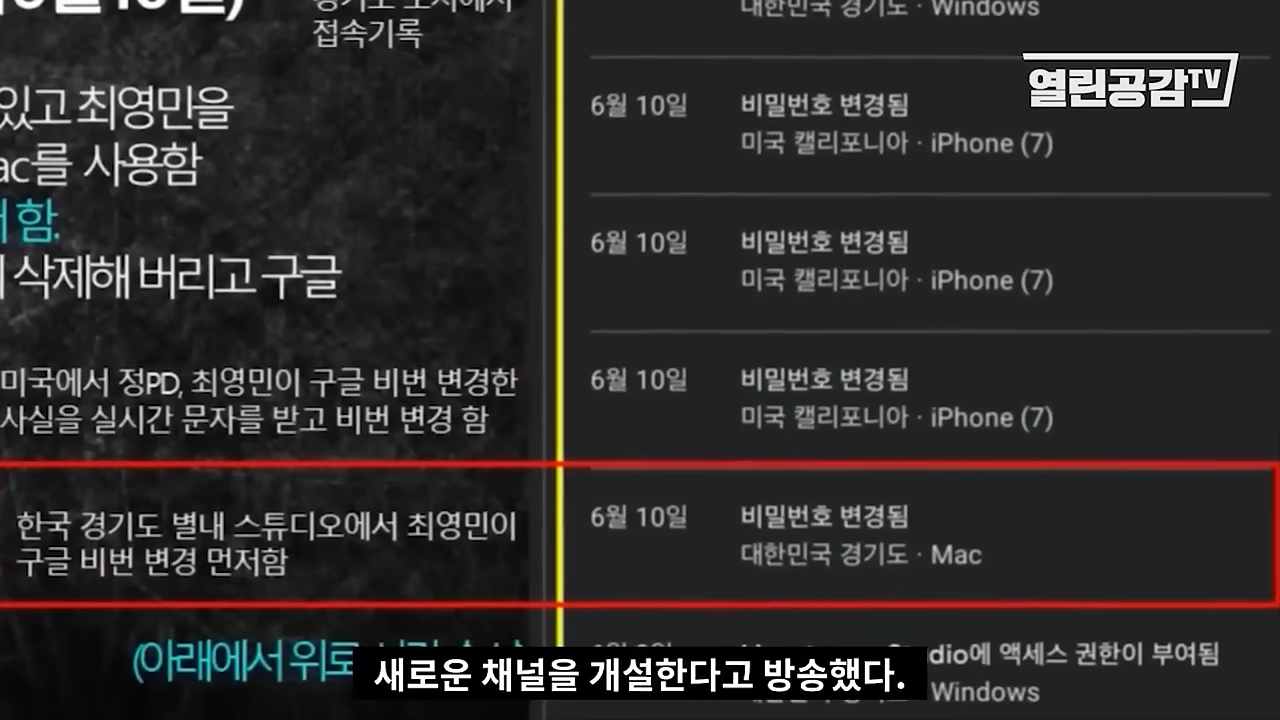 접속기록
있고 최영민을
ac를 사용함
함.
삭제해 버리고 구글
미국에서 정PD, 최영민이 구글 비번 변경한
사실을 실시간 문자를 받고 비번 변경 함
한국 경기도 별내 스튜디오에서 최영민이
구글 비번 변경 먼저함
(아래에서 위로
대한민국 경기도 · Windows
열린공감TV
6월 10일 비밀번호 변경됨
미국 캘리포니아 · iPhone (7)
6월 10일 비밀번호 변경됨
미국 캘리포니아 · iPhone (7)
6월 10일 비밀번호 변경됨
미국 캘리포니아 · iPhone (7)
6월 10일 비밀번호 변경됨
대한민국 경기도 · Mac
dio에 액세스 권한이 부여됨
Windows
새로운 채널을 개설한다고 방송했다.